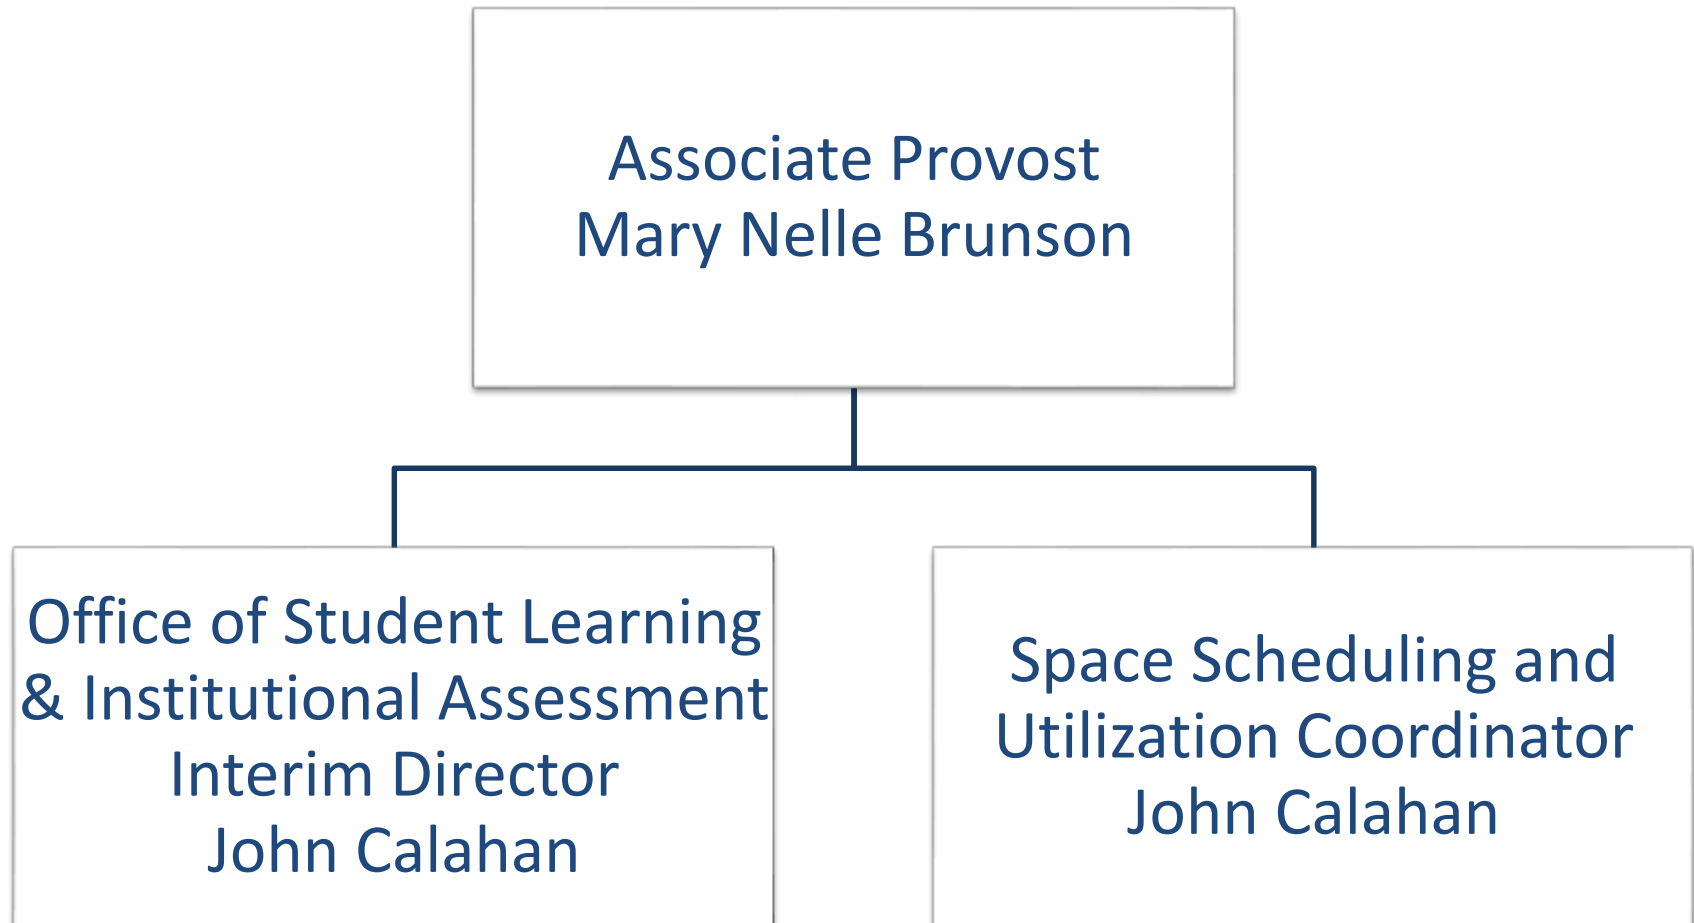 Associate Provost
Mary Nelle Brunson
Office of Student Learning
& Institutional Assessment
Interim Director
John Calahan
Space Scheduling and
Utilization Coordinator
John Calahan